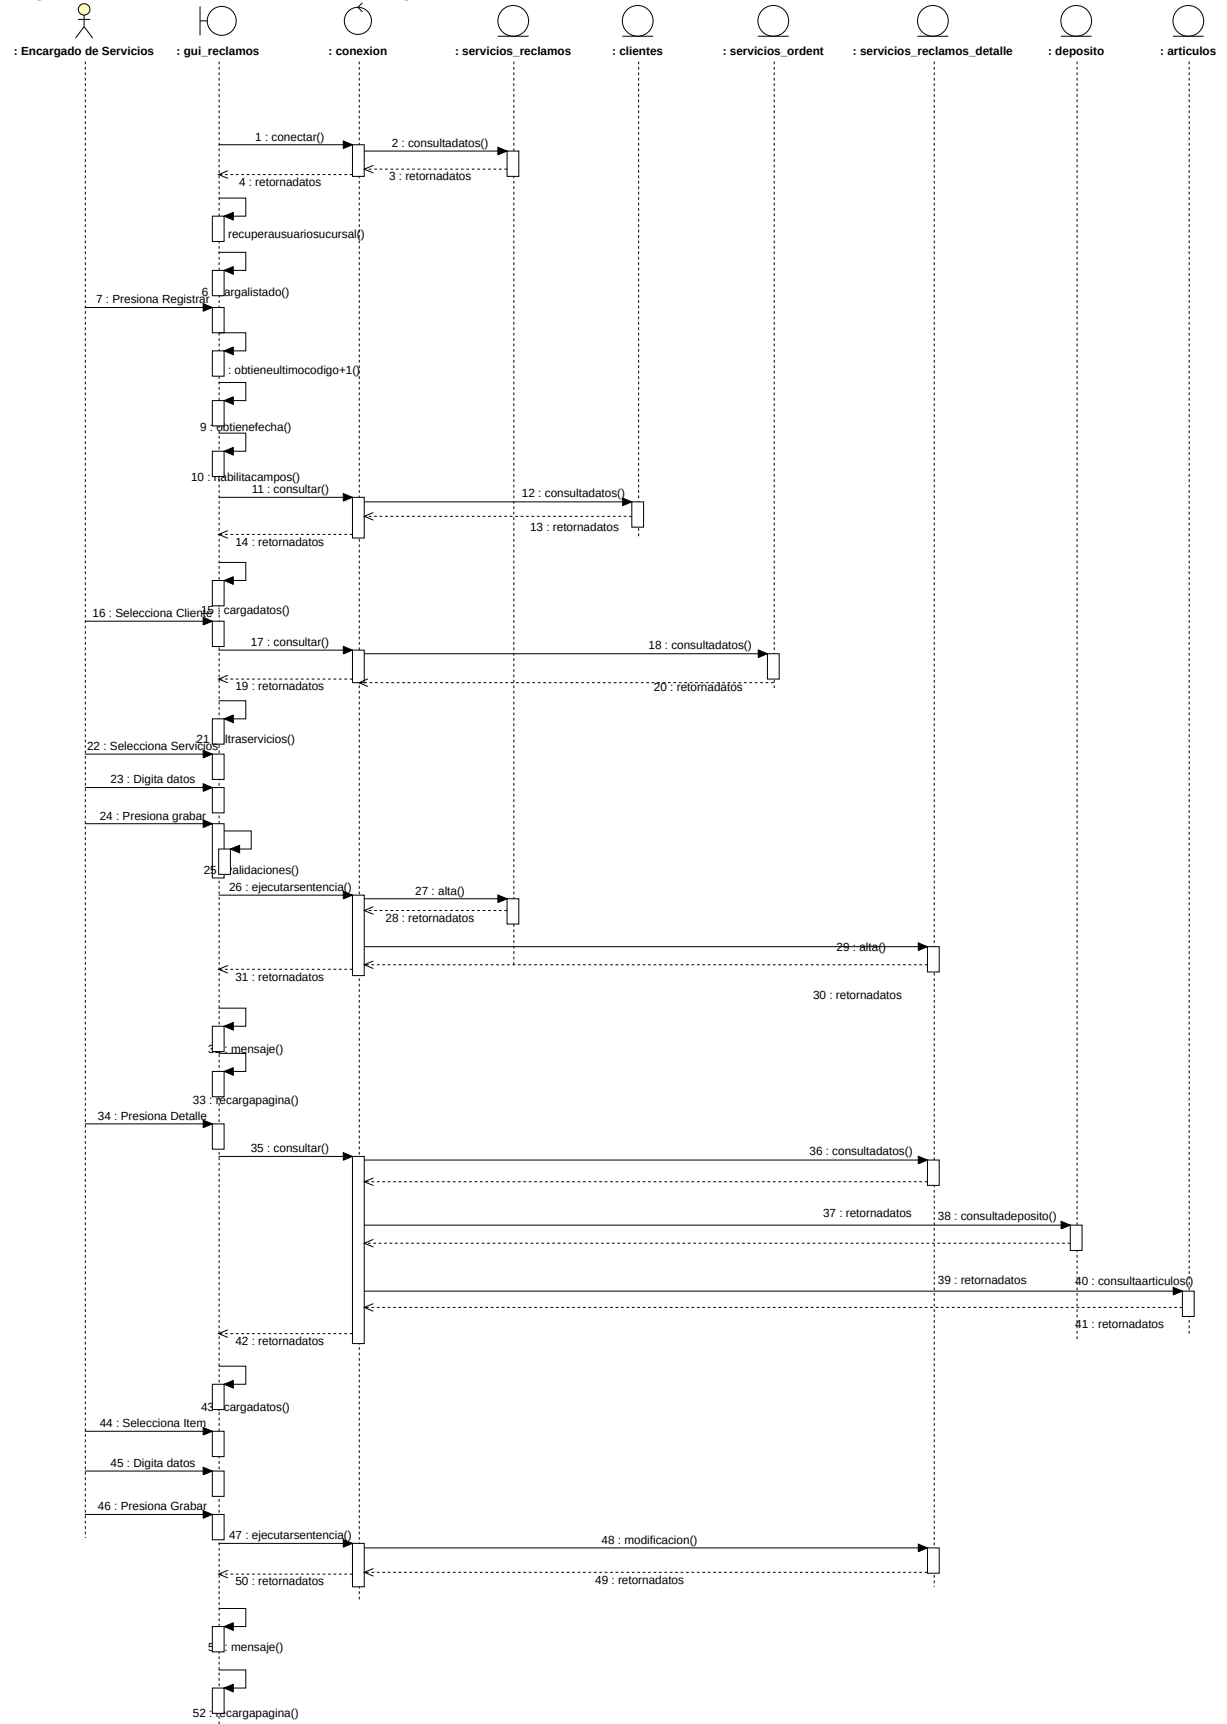 : Encargado de Servicios
: gui_reclamos
: conexion
: servicios_reclamos
: clientes
: servicios_ordent
: servicios_reclamos_detalle
: deposito
: articulos
1 : conectar()
2 : consultadatos()
3 : retornadatos
4 : retornadatos
recuperausuariosucursal()
6 argalistado()
7 : Presiona Registrar
: obtieneultimocodigo+1()
9 : obtienefecha()
10 : habilitacampos()
11 : consultar()
12 : consultadatos()
13 : retornadatos
14 : retornadatos
15 : cargadatos()
16 : Selecciona Cliente
17 : consultar()
18 : consultadatos()
19 : retornadatos
20 : retornadatos
21 ltraservicios()
22 : Selecciona Servicios
23 : Digita datos
24 : Presiona grabar
25 validaciones()
26 : ejecutarsentencia()
27 : alta()
28 : retornadatos
29 : alta()
31 : retornadatos
30 : retornadatos
3 : mensaje()
33 : recargapagina()
34 : Presiona Detalle
35 : consultar()
36 : consultadatos()
37 : retornadatos
38 : consultadeposito()
39 : retornadatos
40 : consultaarticulos()
41 : retornadatos
42 : retornadatos
43 cargadatos()
44 : Selecciona Item
45 : Digita datos
46 : Presiona Grabar
47 : ejecutarsentencia()
48 : modificacion()
49 : retornadatos
50 : retornadatos
5 : mensaje()
52 : recargapagina()